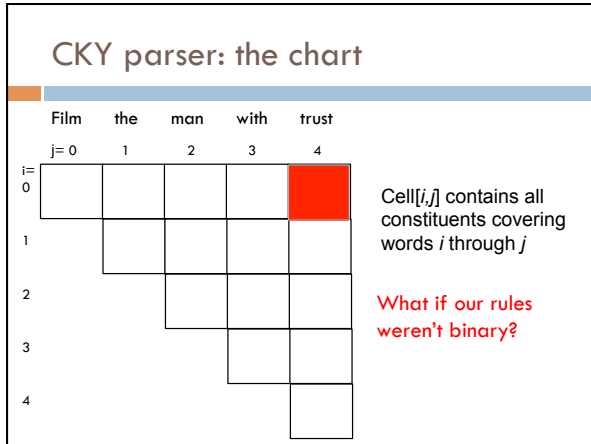 CKY parser: the chart
Film the man with trust
j= 0 1 2 3 4
i=
0
1
2
3
4
Cell[i,j] contains all
constituents covering
words i through j
What if our rules
weren't binary?